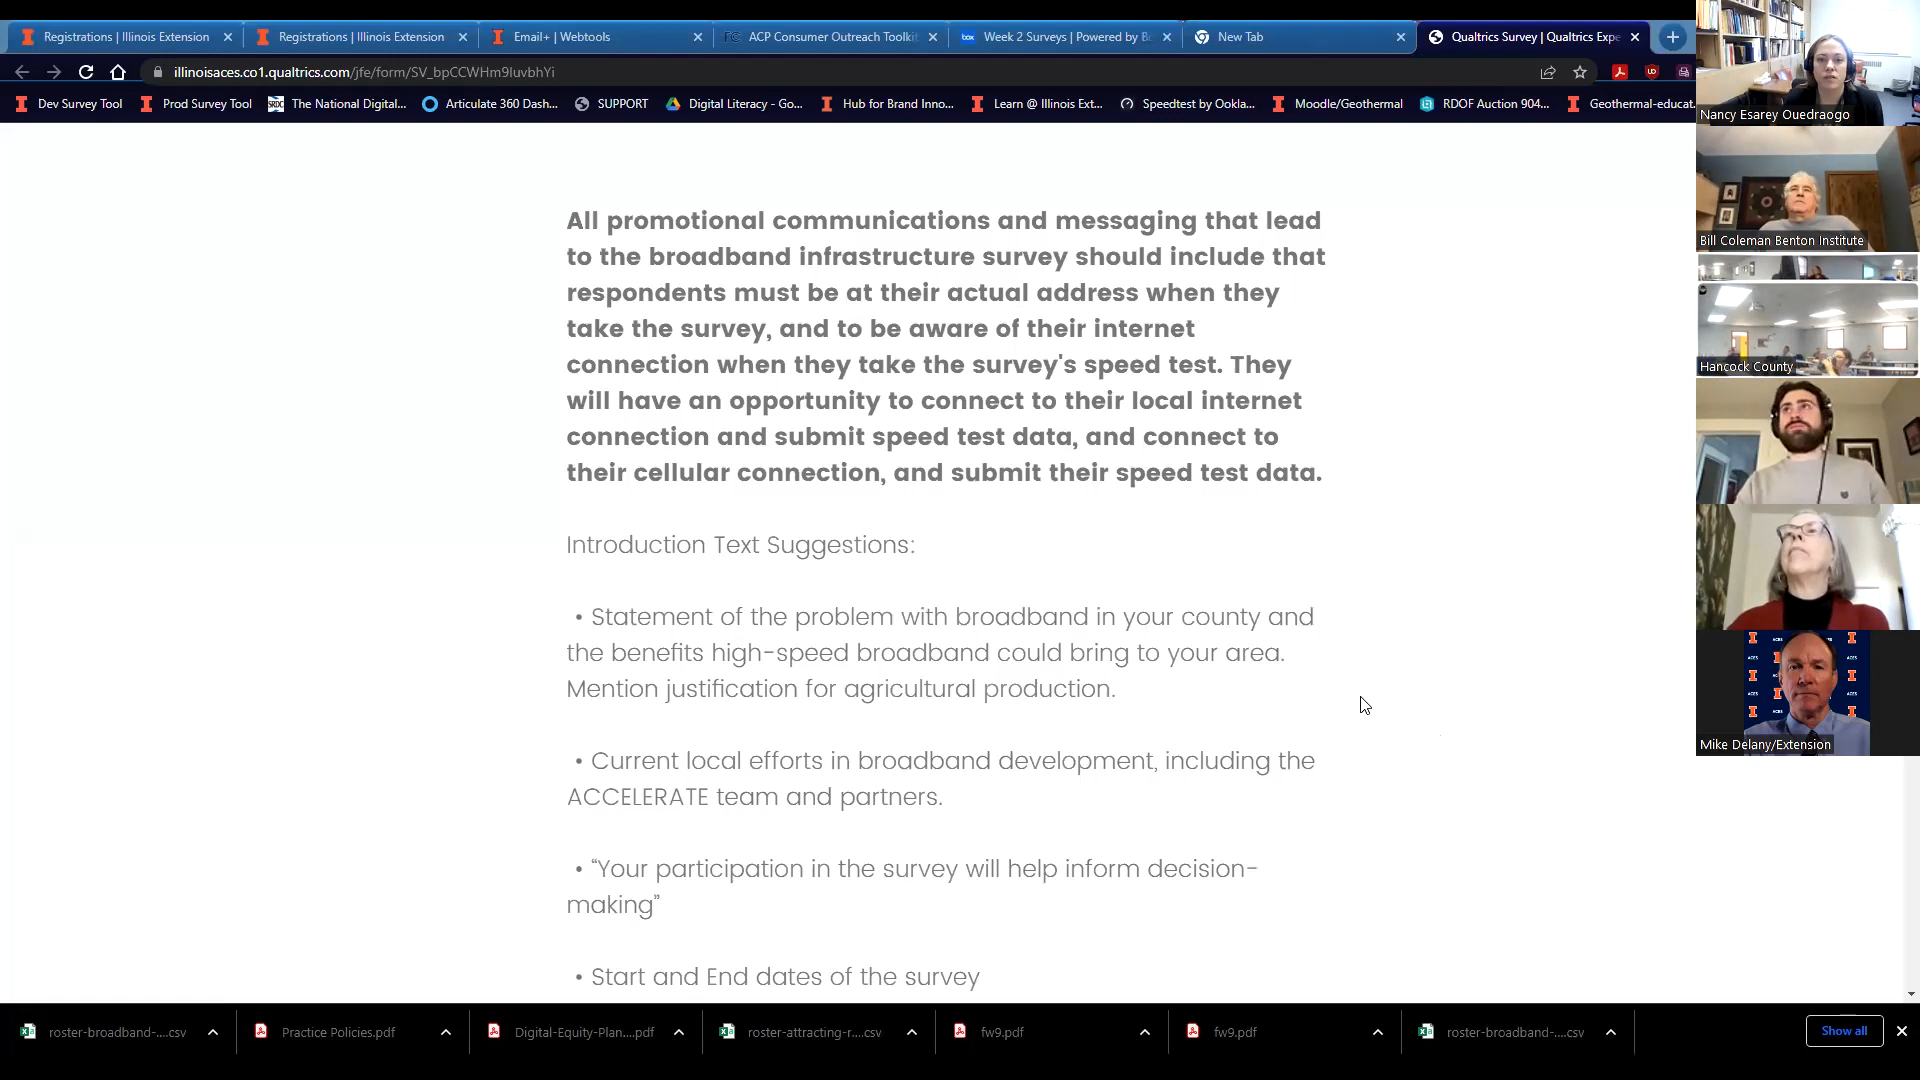 Registrations | Illinois Extension
Registrations | Illinois Extension
Email+ | Webtools
ACP Consumer Outreach Toolkit
box
Week 2 Surveys | Powered by B
New Tab
Qualtrics Survey | Qualtrics Expe
illinoisaces.co1.qualtrics.com/jfe/form/SV_bpCCWHm9IuvbhYi
Dev Survey Tool
Prod Survey Tool
SRDC
The National Digital...
Articulate 360 Dash...
SUPPORT
Digital Literacy - Go...
Hub for Brand Inno...
Learn @ Illinois Ext...
Speedtest by Ookla...
Moodle/Geothermal
RDOF Auction 904...
Geothermal-educat.
All promotional communications and messaging that lead
to the broadband infrastructure survey should include that
respondents must be at their actual address when they
take the survey, and to be aware of their internet
connection when they take the survey's speed test. They
will have an opportunity to connect to their local internet
connection and submit speed test data, and connect to
their cellular connection, and submit their speed test data.
Introduction Text Suggestions:
• Statement of the problem with broadband in your county and
the benefits high-speed broadband could bring to your area.
Mention justification for agricultural production.
• Current local efforts in broadband development, including the
ACCELERATE team and partners.
• “Your participation in the survey will help inform decision-
making”
• Start and End dates of the survey
Nancy Esarey Ouedraogo
Bill Coleman Benton Institute
Hancock County
Mike Delany/Extension
roster-broadband-....csv
Practice Policies.pdf
Digital-Equity-Plan....pdf
roster-attracting-r....csv
fw9.pdf
fw9.pdf
roster-broadband-....csv
Show all